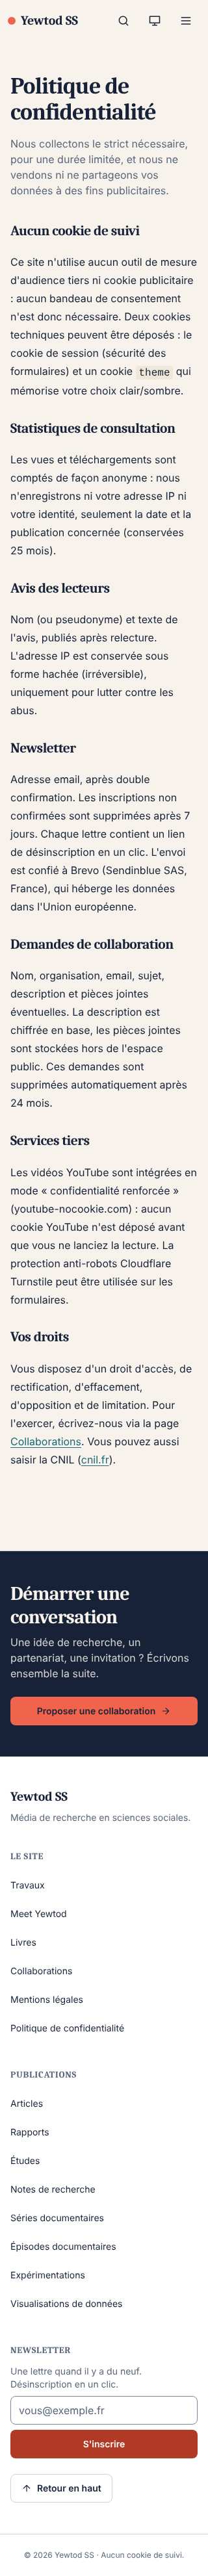 Yewtod SS
Politique de
confidentialité
Nous collectons le strict nécessaire,
pour une durée limitée, et nous ne
vendons ni ne partageons vos
données à des fins publicitaires.
Aucun cookie de suivi
Ce site n'utilise aucun outil de mesure
d'audience tiers ni cookie publicitaire
: aucun bandeau de consentement
n'est donc nécessaire. Deux cookies
techniques peuvent être déposés : le
cookie de session (sécurité des
formulaires) et un cookie theme qui
mémorise votre choix clair/sombre.
Statistiques de consultation
Les vues et téléchargements sont
comptés de façon anonyme : nous
n'enregistrons ni votre adresse IP ni
votre identité, seulement la date et la
publication concernée (conservées
25 mois).
Avis des lecteurs
Nom (ou pseudonyme) et texte de
l'avis, publiés après relecture.
L'adresse IP est conservée sous
forme hachée (irréversible),
uniquement pour lutter contre les
abus.
Newsletter
Adresse email, après double
confirmation. Les inscriptions non
confirmées sont supprimées après 7
jours. Chaque lettre contient un lien
de désinscription en un clic. L'envoi
est confié à Brevo (Sendinblue SAS,
France), qui héberge les données
dans l'Union européenne.
Demandes de collaboration
Nom, organisation, email, sujet,
description et pièces jointes
éventuelles. La description est
chiffrée en base, les pièces jointes
sont stockées hors de l'espace
public. Ces demandes sont
supprimées automatiquement après
24 mois.
Services tiers
Les vidéos YouTube sont intégrées en
mode « confidentialité renforcée »
(youtube-nocookie.com) : aucun
cookie YouTube n'est déposé avant
que vous ne lanciez la lecture. La
protection anti-robots Cloudflare
Turnstile peut être utilisée sur les
formulaires.
Vos droits
Vous disposez d'un droit d'accès, de
rectification, d'effacement,
d'opposition et de limitation. Pour
l'exercer, écrivez-nous via la page
Collaborations. Vous pouvez aussi
saisir la CNIL (cnil.fr).
Démarrer une
conversation
Une idée de recherche, un
partenariat, une invitation ? Écrivons
ensemble la suite.
Proposer une collaboration →
Yewtod SS
Média de recherche en sciences sociales.
LE SITE
Travaux
Meet Yewtod
Livres
Collaborations
Mentions légales
Politique de confidentialité
PUBLICATIONS
Articles
Rapports
Études
Notes de recherche
Séries documentaires
Épisodes documentaires
Expérimentations
Visualisations de données
NEWSLETTER
Une lettre quand il y a du neuf.
Désinscription en un clic.
vous@exemple.fr
S'inscrire
↑ Retour en haut
© 2026 Yewtod SS · Aucun cookie de suivi.